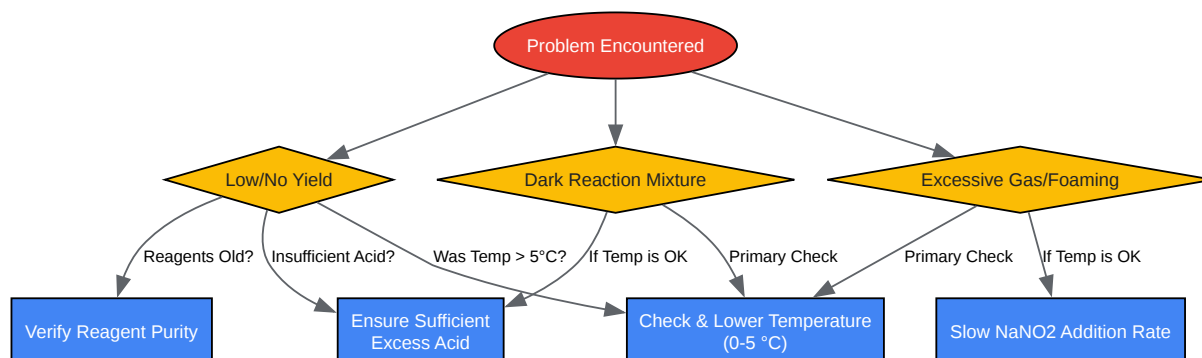 Problem Encountered
Low/No Yield
Dark Reaction Mixture
Excessive Gas/Foaming
Reagents Old?
Insufficient Acid?
Was Temp > 5°C?
If Temp is OK
Primary Check
Primary Check
If Temp is OK
Verify Reagent Purity
Ensure Sufficient
Excess Acid
Check & Lower Temperature
(0-5 °C)
Slow NaNO2 Addition Rate